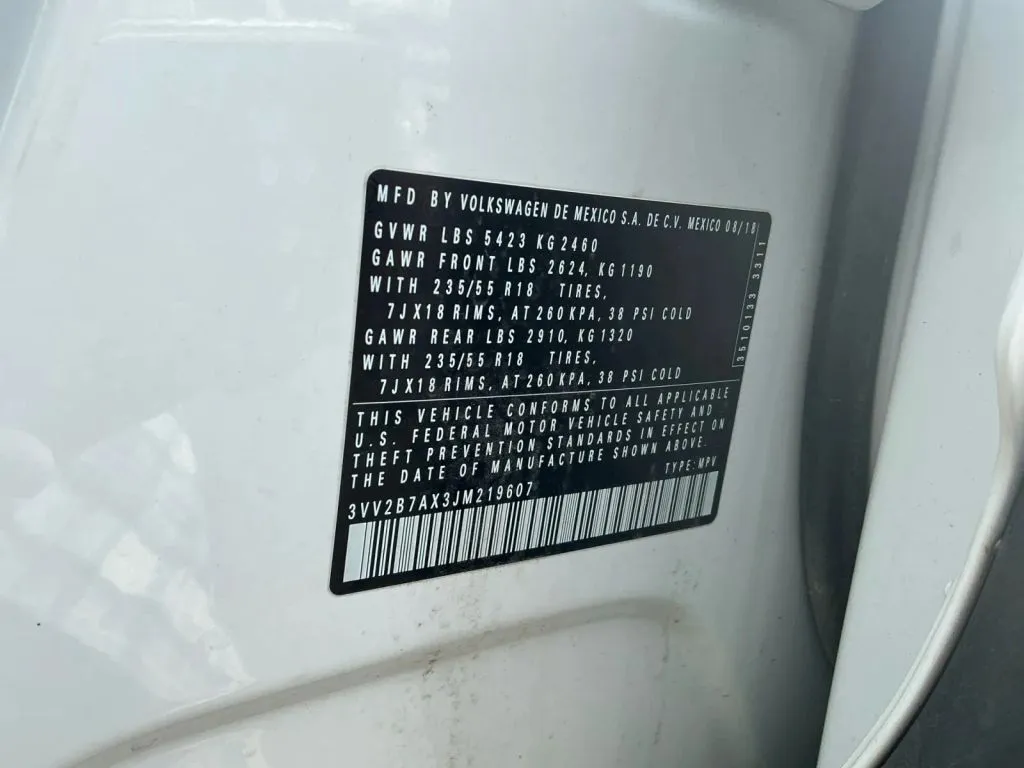 MFD BY VOLKSWAGEN DE MEXICO S.A. DE C.V. MEXICO 08/18
GVWR LBS 5423 KG 2460
GAWR FRONT LBS 2624, KG 1190
WITH 235/55 R18 TIRES,
7JX18 RIMS, AT 260 KPA, 38 PSI COLD
GAWR REAR LBS 2910, KG 1320
WITH 235/55 R18 TIRES,
7JX18 RIMS, AT 260 KPA, 38 PSI COLD
3510133 3311
THIS VEHICLE CONFORMS TO ALL APPLICABLE
U.S. FEDERAL MOTOR VEHICLE SAFETY AND
THEFT PREVENTION STANDARDS IN EFFECT ON
THE DATE OF MANUFACTURE SHOWN ABOVE.
3VV2B7AX3JM219607 TYPE: MPV